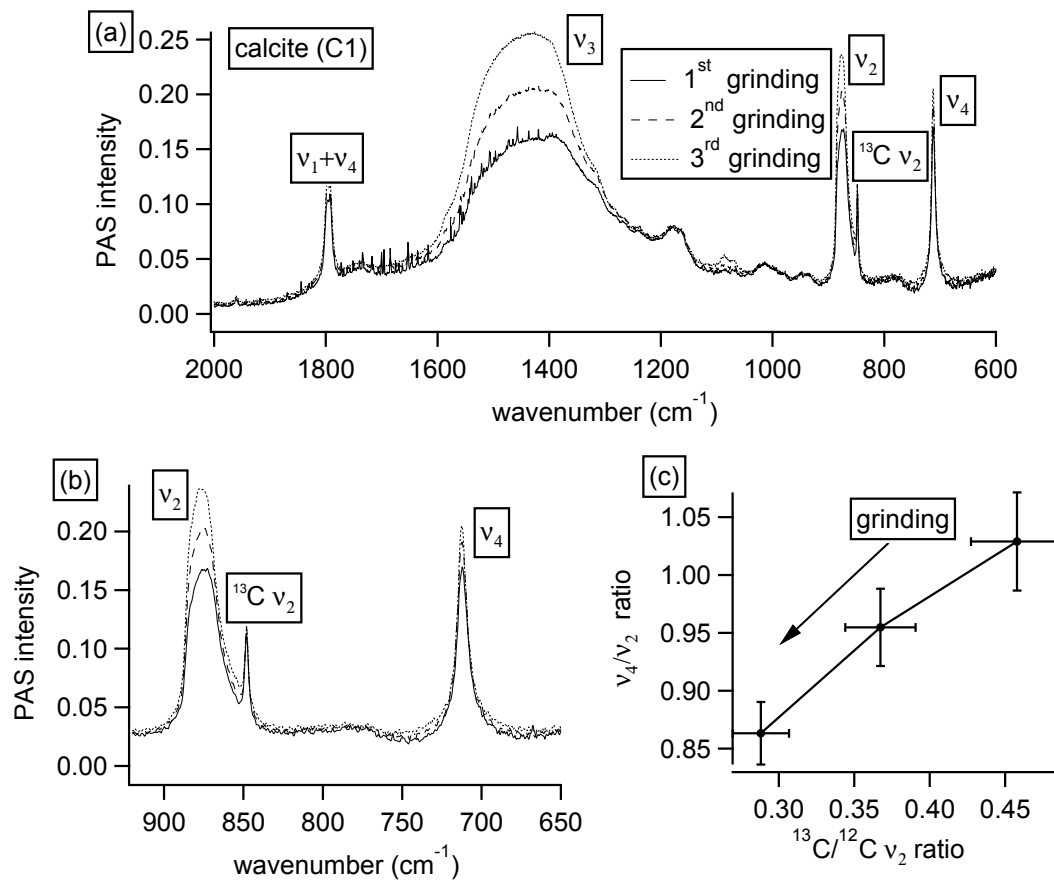 (a)
calcite (C1)
ν₃
1ˢᵗ grinding
2ⁿᵈ grinding
3ʳᵈ grinding
ν₂
ν₄
¹³C ν₂
ν₁+ν₄
PAS intensity
0.25
0.20
0.15
0.10
0.05
0.00
2000 1800 1600 1400 1200 1000 800 600
wavenumber (cm⁻¹)
(b)
ν₂
ν₄
¹³C ν₂
PAS intensity
0.20
0.15
0.10
0.05
0.00
900 850 800 750 700 650
wavenumber (cm⁻¹)
(c)
grinding
ν₄/ν₂ ratio
1.05
1.00
0.95
0.90
0.85
0.30 0.35 0.40 0.45
¹³C/¹²C ν₂ ratio